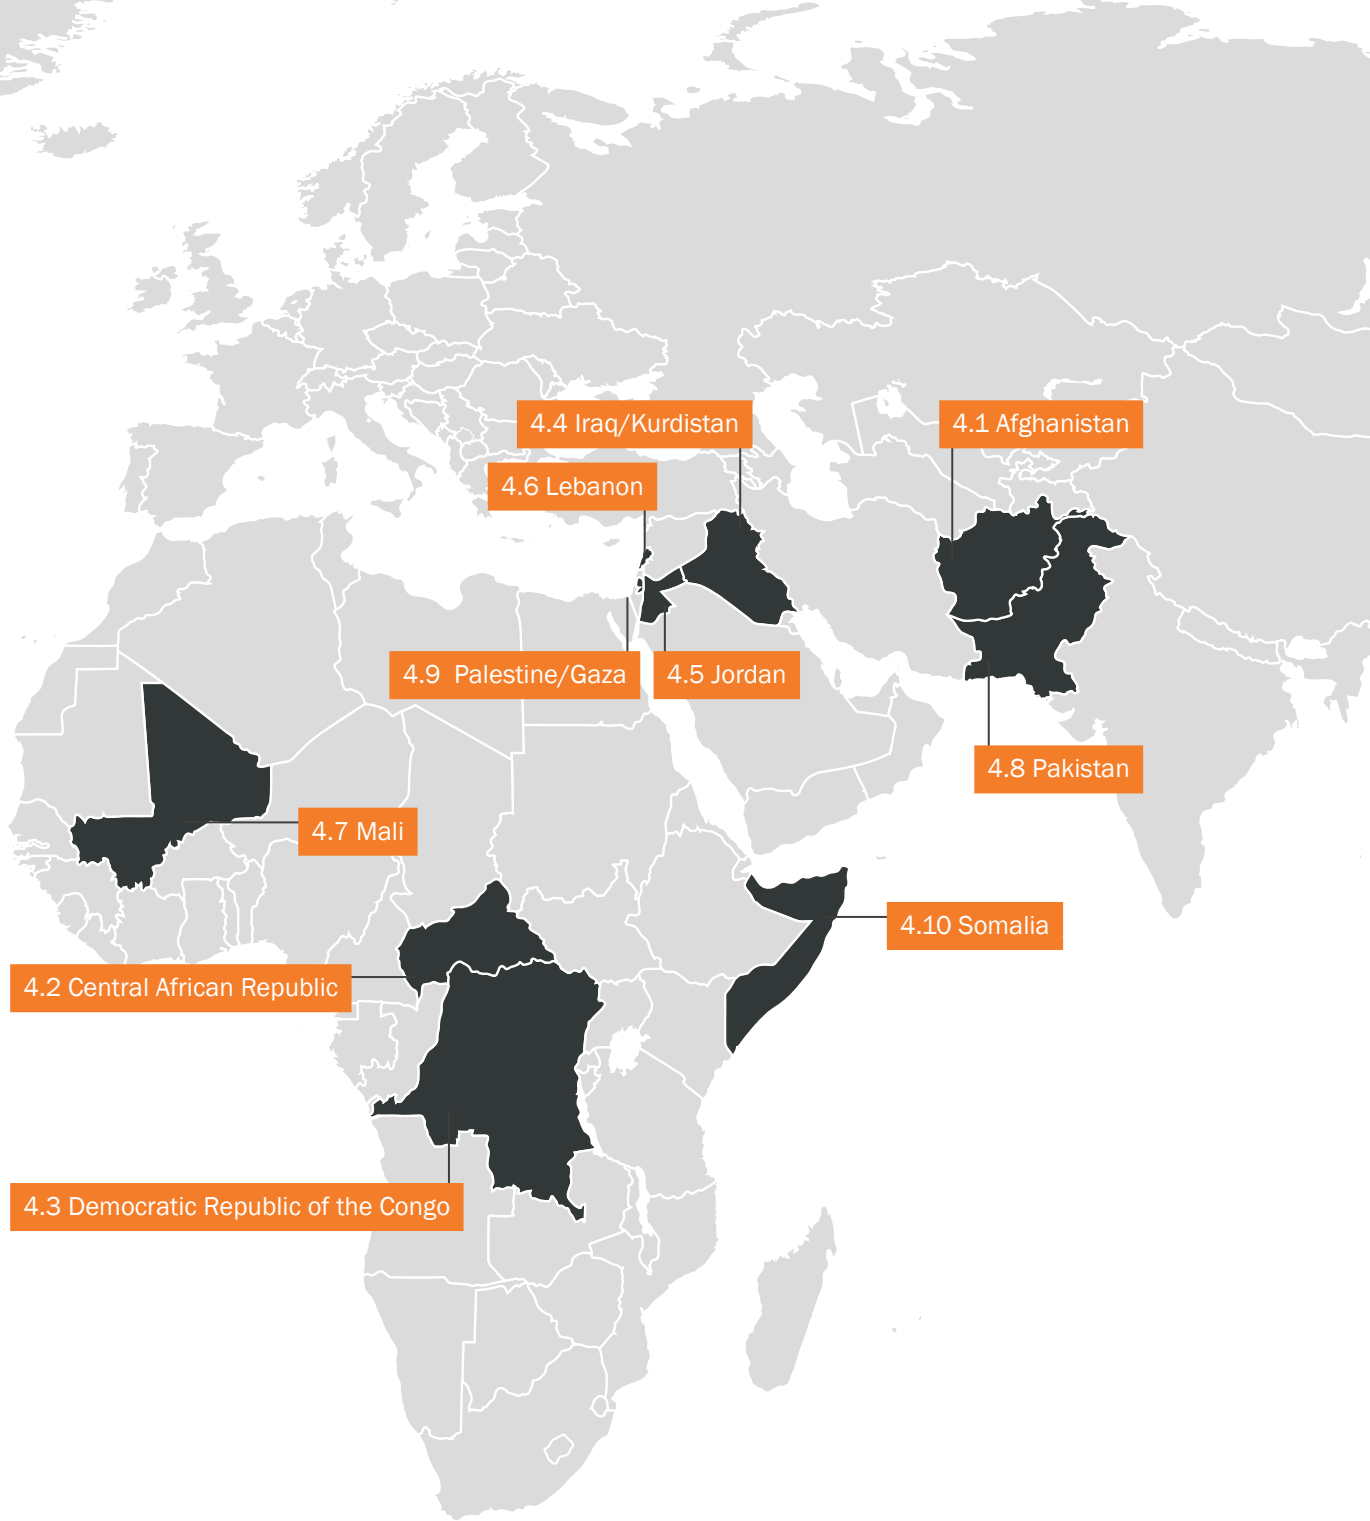 4.4 Iraq/Kurdistan
4.1 Afghanistan
4.6 Lebanon
4.9 Palestine/Gaza
4.5 Jordan
4.8 Pakistan
4.7 Mali
4.10 Somalia
4.2 Central African Republic
4.3 Democratic Republic of the Congo